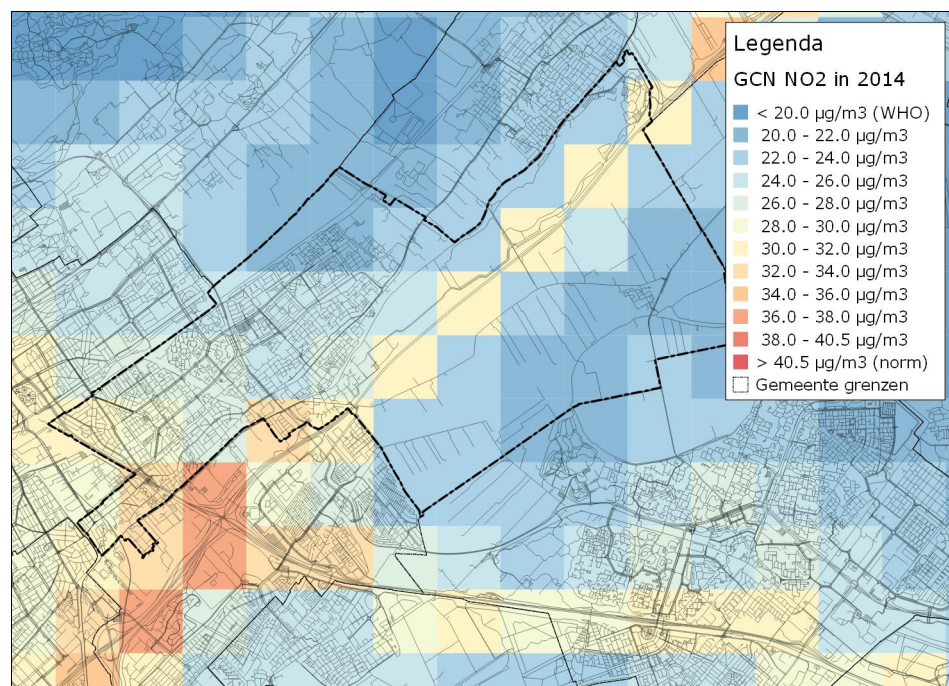 Legenda
GCN NO2 in 2014
< 20.0 µg/m3 (WHO)
20.0 - 22.0 µg/m3
22.0 - 24.0 µg/m3
24.0 - 26.0 µg/m3
26.0 - 28.0 µg/m3
28.0 - 30.0 µg/m3
30.0 - 32.0 µg/m3
32.0 - 34.0 µg/m3
34.0 - 36.0 µg/m3
36.0 - 38.0 µg/m3
38.0 - 40.5 µg/m3
> 40.5 µg/m3 (norm)
Gemeente grenzen